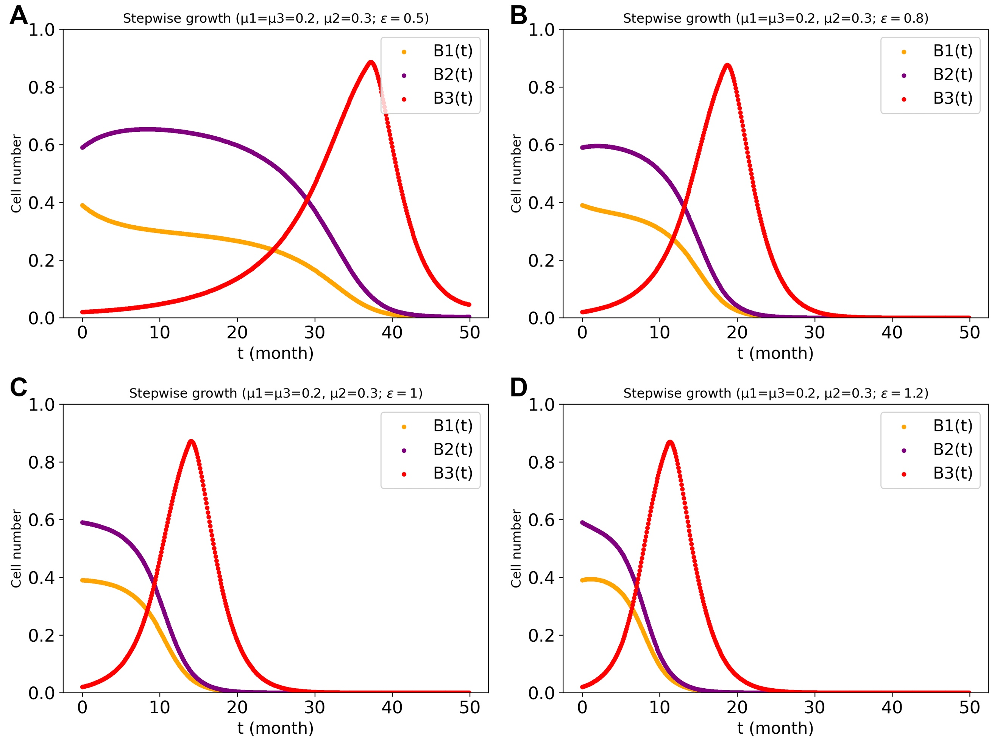 A
Stepwise growth (μ1=μ3=0.2, μ2=0.3; ε = 0.5)
1.0
0.8
0.6
0.4
0.2
0.0
Cell number
B1(t)
B2(t)
B3(t)
0 10 20 30 40 50
t (month)
B
Stepwise growth (μ1=μ3=0.2, μ2=0.3; ε = 0.8)
1.0
0.8
0.6
0.4
0.2
0.0
Cell number
B1(t)
B2(t)
B3(t)
0 10 20 30 40 50
t (month)
C
Stepwise growth (μ1=μ3=0.2, μ2=0.3; ε = 1)
1.0
0.8
0.6
0.4
0.2
0.0
Cell number
B1(t)
B2(t)
B3(t)
0 10 20 30 40 50
t (month)
D
Stepwise growth (μ1=μ3=0.2, μ2=0.3; ε = 1.2)
1.0
0.8
0.6
0.4
0.2
0.0
Cell number
B1(t)
B2(t)
B3(t)
0 10 20 30 40 50
t (month)